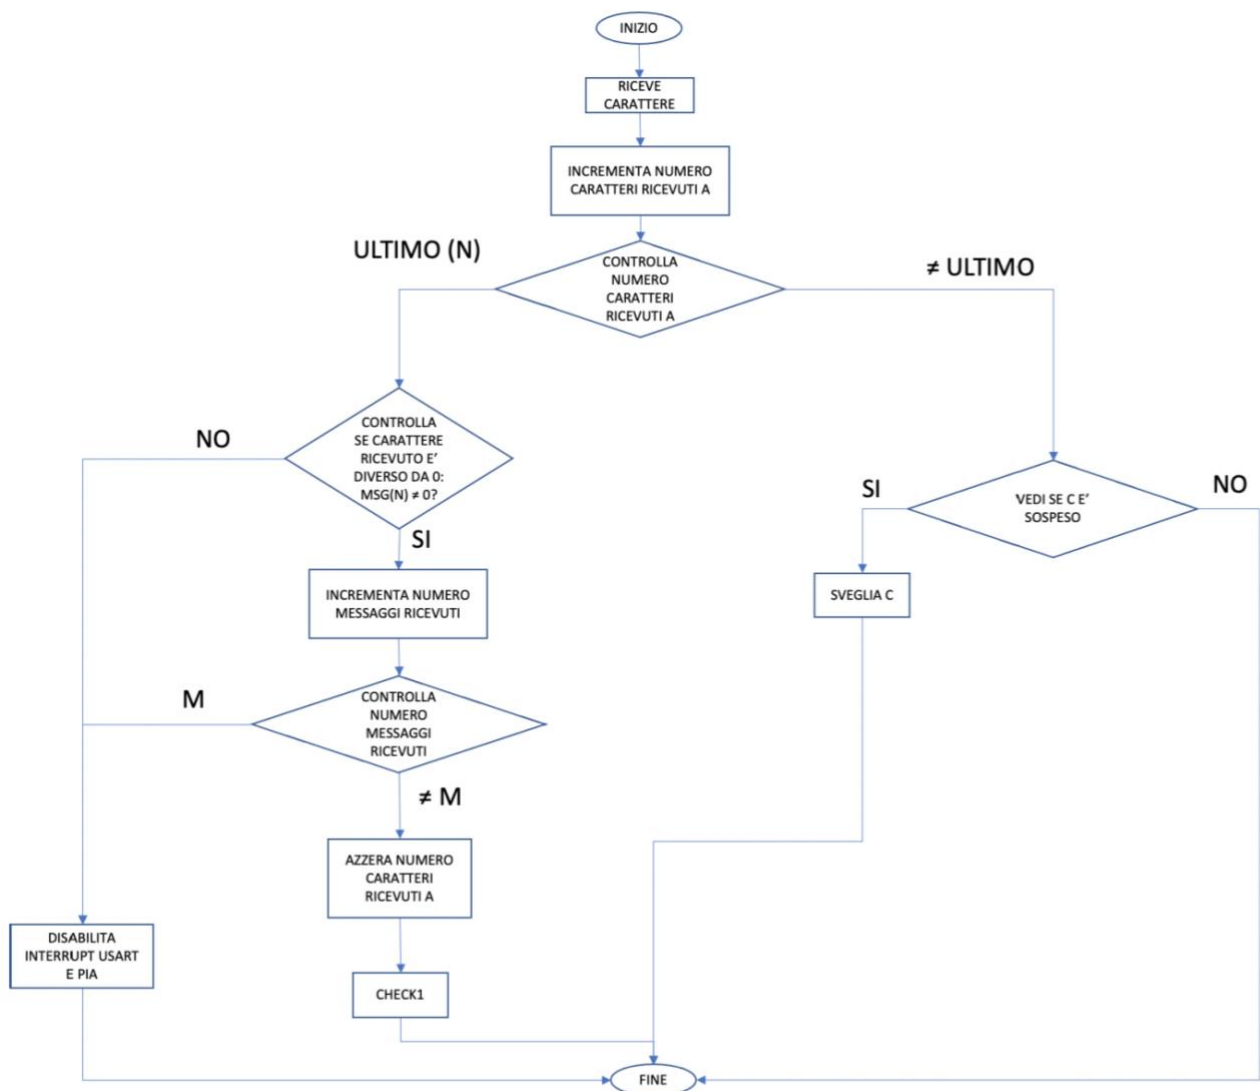 INIZIO
RICEVE
CARATTERE
INCREMENTA NUMERO
CARATTERI RICEVUTI A
ULTIMO (N)
CONTROLLA
NUMERO
CARATTERI
RICEVUTI A
≠ ULTIMO
NO
CONTROLLA
SE CARATTERE
RICEVUTO E'
DIVERSO DA 0:
MSG(N) ≠ 0?
SI
SI
VEDI SE C E'
SOSPESO
NO
INCREMENTA NUMERO
MESSAGGI RICEVUTI
SVEGLIA C
M
CONTROLLA
NUMERO
MESSAGGI
RICEVUTI
≠ M
AZZERA NUMERO
CARATTERI
RICEVUTI A
DISABILITA
INTERRUPT USART
E PIA
CHECK1
FINE